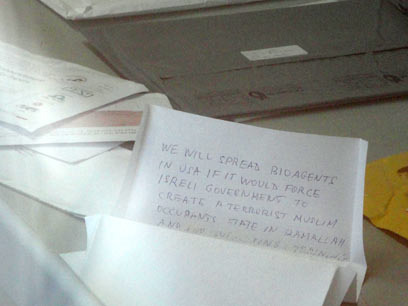 WE WILL SPREAD BIOAGENTS
IN USA IF IT WOULD FORCE
ISRELI GOVERNMENT TO
CREATE A TERRORIST MUSLIM
OCCUPANTS STATE IN RAMALLAH
AND